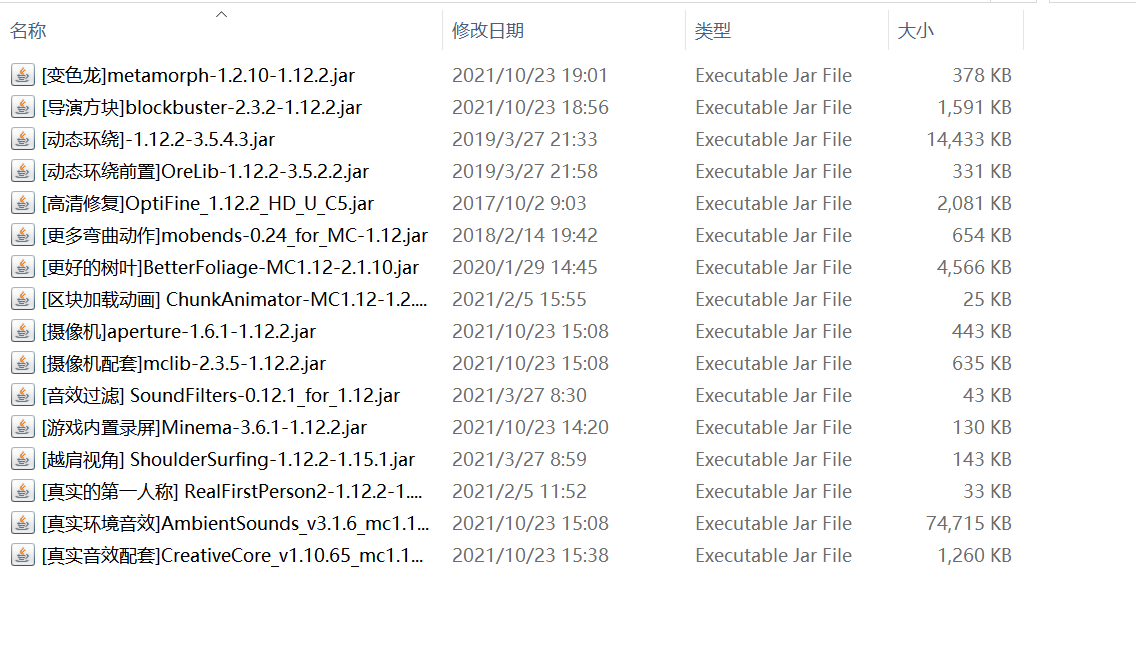 名称 修改日期 类型 大小
[变色龙]metamorph-1.2.10-1.12.2.jar 2021/10/23 19:01 Executable Jar File 378 KB
[导演方块]blockbuster-2.3.2-1.12.2.jar 2021/10/23 18:56 Executable Jar File 1,591 KB
[动态环绕]-1.12.2-3.5.4.3.jar 2019/3/27 21:33 Executable Jar File 14,433 KB
[动态环绕前置]OreLib-1.12.2-3.5.2.2.jar 2019/3/27 21:58 Executable Jar File 331 KB
[高清修复]OptiFine_1.12.2_HD_U_C5.jar 2017/10/2 9:03 Executable Jar File 2,081 KB
[更多弯曲动作]mobends-0.24_for_MC-1.12.jar 2018/2/14 19:42 Executable Jar File 654 KB
[更好的树叶]BetterFoliage-MC1.12-2.1.10.jar 2020/1/29 14:45 Executable Jar File 4,566 KB
[区块加载动画] ChunkAnimator-MC1.12-1.2.... 2021/2/5 15:55 Executable Jar File 25 KB
[摄像机]aperture-1.6.1-1.12.2.jar 2021/10/23 15:08 Executable Jar File 443 KB
[摄像机配套]mclib-2.3.5-1.12.2.jar 2021/10/23 15:08 Executable Jar File 635 KB
[音效过滤] SoundFilters-0.12.1_for_1.12.jar 2021/3/27 8:30 Executable Jar File 43 KB
[游戏内置录屏]Minema-3.6.1-1.12.2.jar 2021/10/23 14:20 Executable Jar File 130 KB
[越肩视角] ShoulderSurfing-1.12.2-1.15.1.jar 2021/3/27 8:59 Executable Jar File 143 KB
[真实的第一人称] RealFirstPerson2-1.12.2-1.... 2021/2/5 11:52 Executable Jar File 33 KB
[真实环境音效]AmbientSounds_v3.1.6_mc1.1... 2021/10/23 15:08 Executable Jar File 74,715 KB
[真实音效配套]CreativeCore_v1.10.65_mc1.1... 2021/10/23 15:38 Executable Jar File 1,260 KB